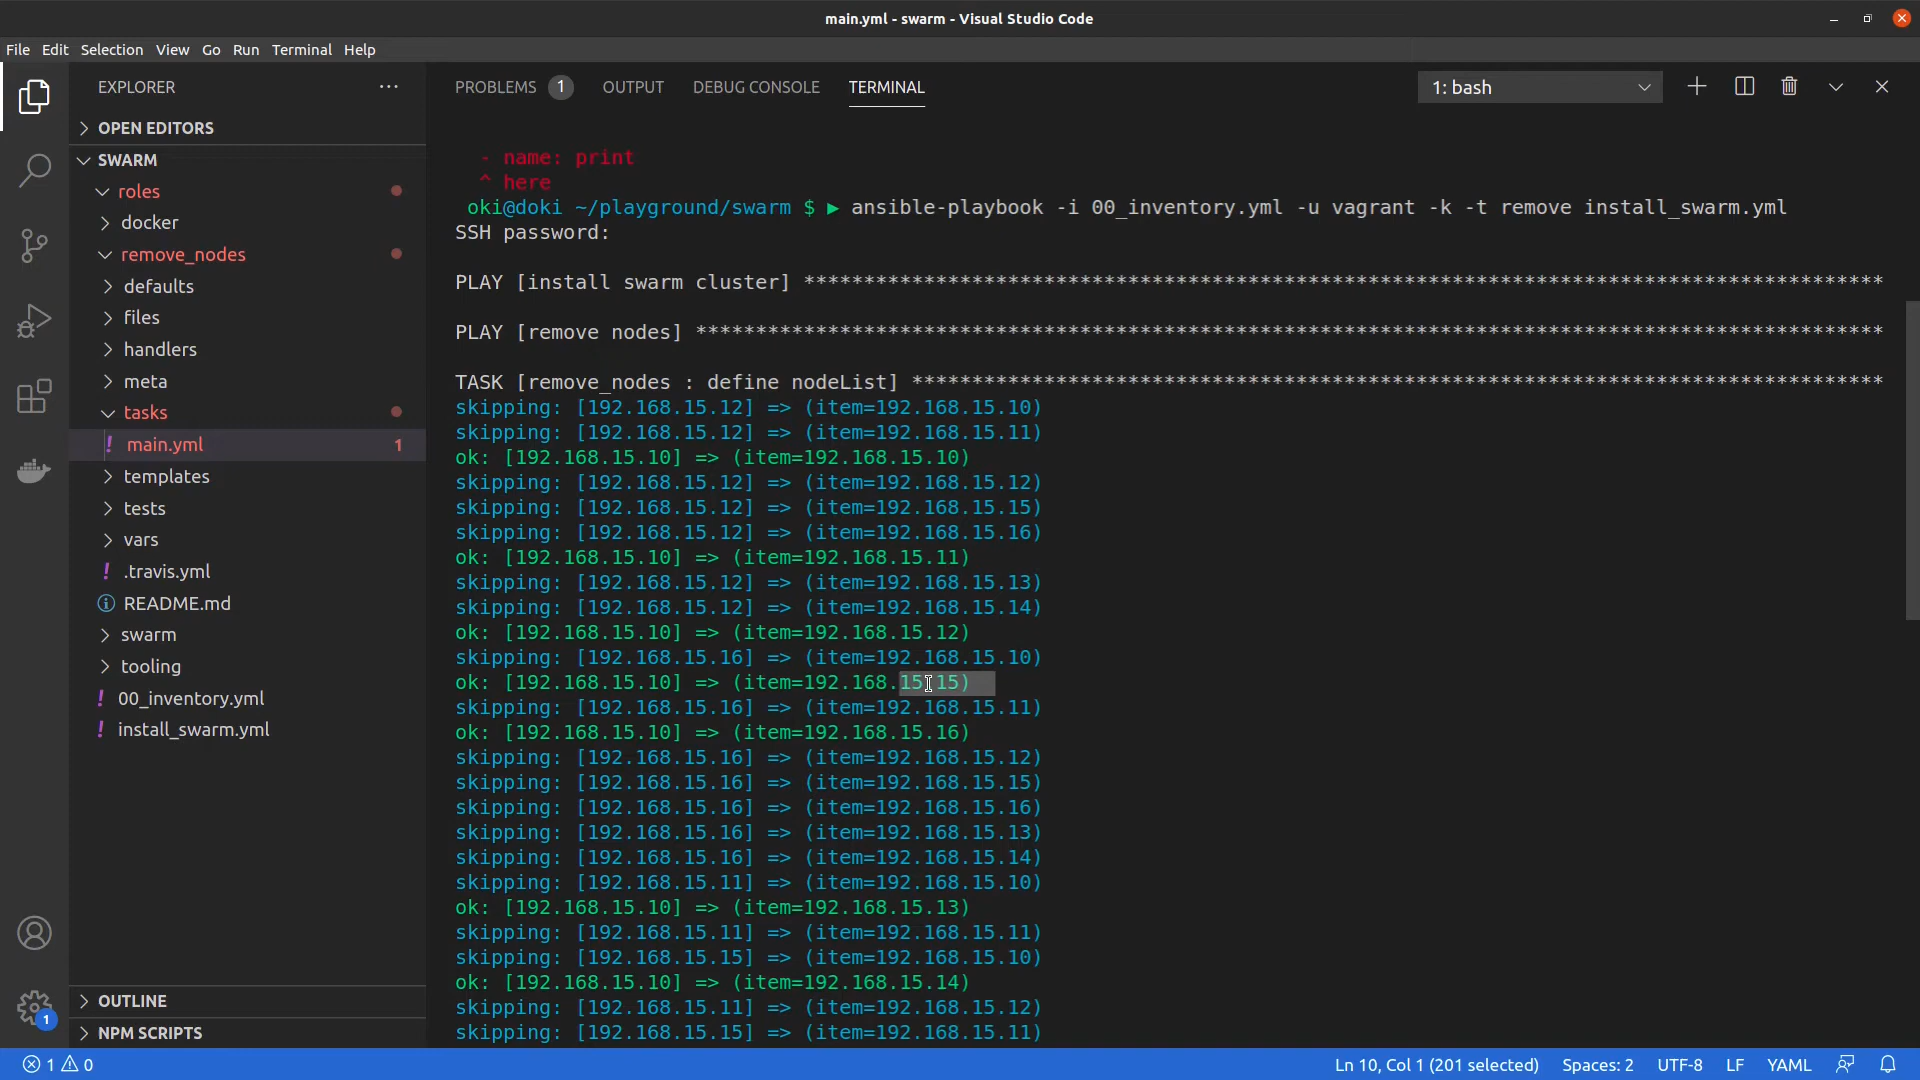 main.yml - swarm - Visual Studio Code
File Edit Selection View Go Run Terminal Help
EXPLORER
OPEN EDITORS
SWARM
roles
docker
remove_nodes
defaults
files
handlers
meta
tasks
! main.yml 1
templates
tests
vars
! .travis.yml
README.md
swarm
tooling
! 00_inventory.yml
! install_swarm.yml
OUTLINE
NPM SCRIPTS
1
PROBLEMS 1 OUTPUT DEBUG CONSOLE TERMINAL 1: bash
- name: print
^ here
oki@doki ~/playground/swarm $ ► ansible-playbook -i 00_inventory.yml -u vagrant -k -t remove install_swarm.yml
SSH password:
PLAY [install swarm cluster] ******************************************************************************************
PLAY [remove nodes] ***************************************************************************************************
TASK [remove_nodes : define nodeList] *********************************************************************************
skipping: [192.168.15.12] => (item=192.168.15.10)
skipping: [192.168.15.12] => (item=192.168.15.11)
ok: [192.168.15.10] => (item=192.168.15.10)
skipping: [192.168.15.12] => (item=192.168.15.12)
skipping: [192.168.15.12] => (item=192.168.15.15)
skipping: [192.168.15.12] => (item=192.168.15.16)
ok: [192.168.15.10] => (item=192.168.15.11)
skipping: [192.168.15.12] => (item=192.168.15.13)
skipping: [192.168.15.12] => (item=192.168.15.14)
ok: [192.168.15.10] => (item=192.168.15.12)
skipping: [192.168.15.16] => (item=192.168.15.10)
ok: [192.168.15.10] => (item=192.168.15.15)
skipping: [192.168.15.16] => (item=192.168.15.11)
ok: [192.168.15.10] => (item=192.168.15.16)
skipping: [192.168.15.16] => (item=192.168.15.12)
skipping: [192.168.15.16] => (item=192.168.15.15)
skipping: [192.168.15.16] => (item=192.168.15.16)
skipping: [192.168.15.16] => (item=192.168.15.13)
skipping: [192.168.15.16] => (item=192.168.15.14)
skipping: [192.168.15.11] => (item=192.168.15.10)
ok: [192.168.15.10] => (item=192.168.15.13)
skipping: [192.168.15.11] => (item=192.168.15.11)
skipping: [192.168.15.15] => (item=192.168.15.10)
ok: [192.168.15.10] => (item=192.168.15.14)
skipping: [192.168.15.11] => (item=192.168.15.12)
skipping: [192.168.15.15] => (item=192.168.15.11)
1 0 Ln 10, Col 1 (201 selected) Spaces: 2 UTF-8 LF YAML